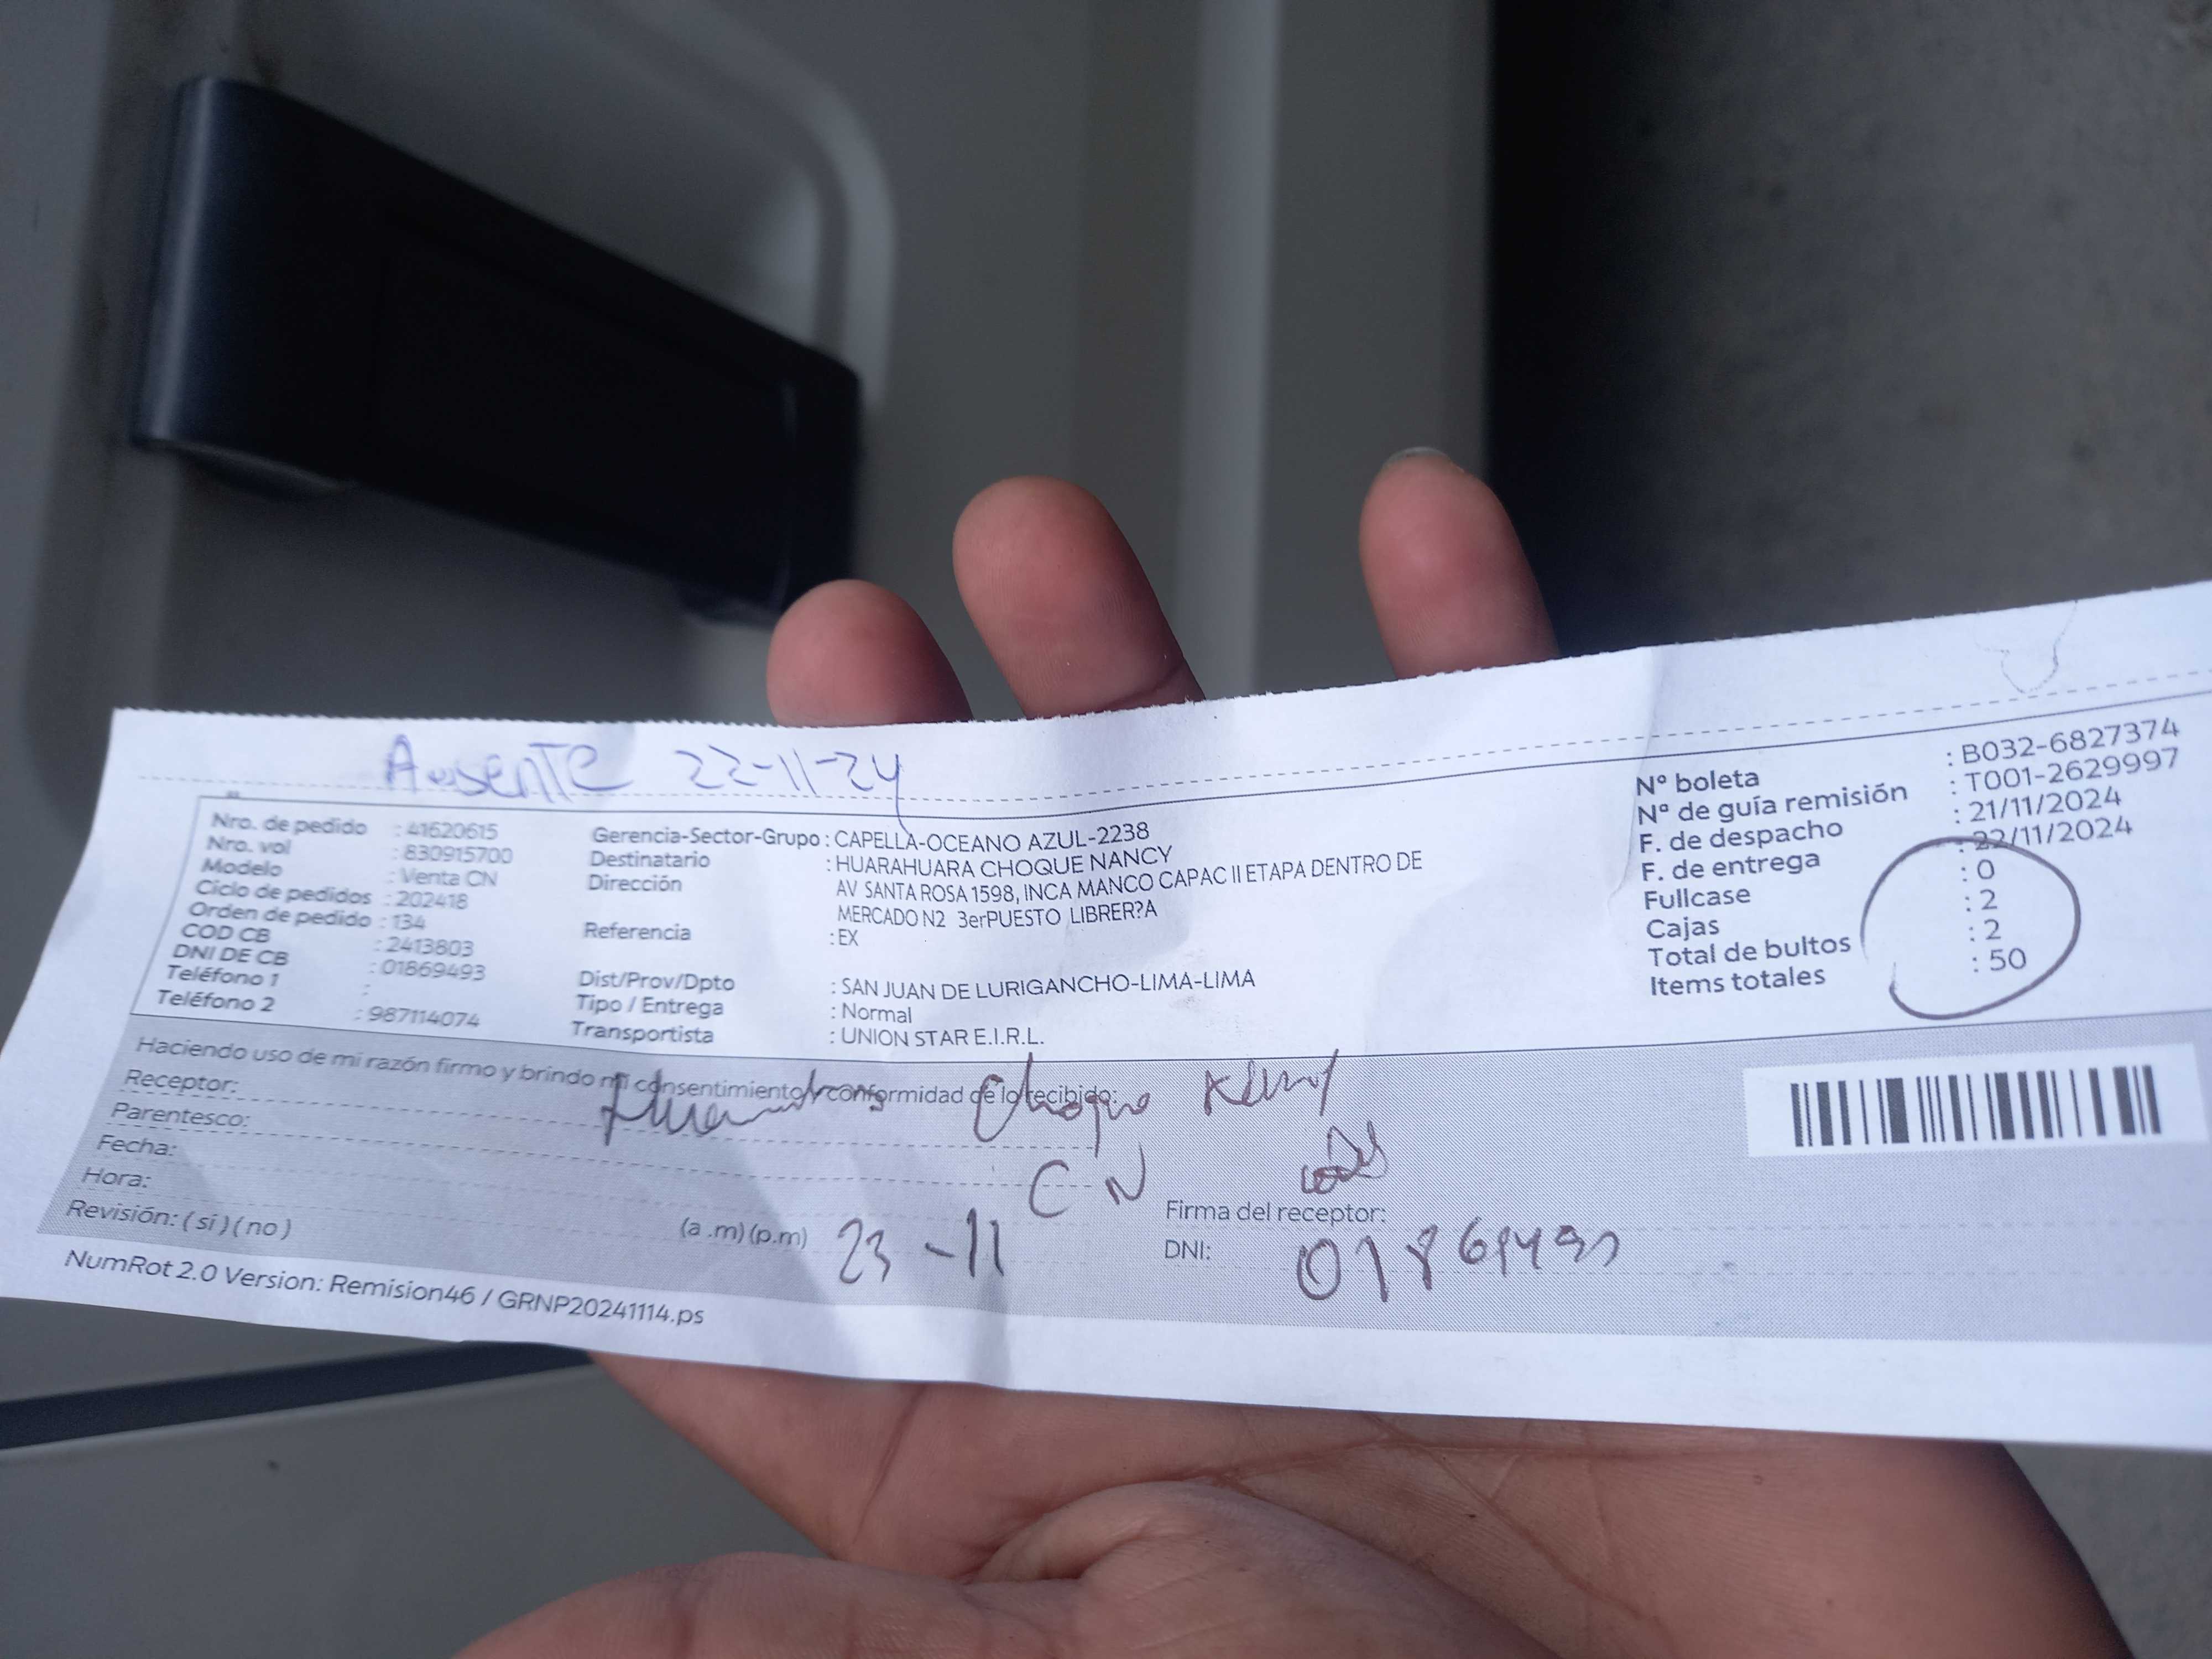 Ausente 22-11-24
Nro. de pedido : 41620615
Nro. vol : 830915700
Modelo : Venta CN
Ciclo de pedidos : 202418
Orden de pedido : 134
COD CB : 2413803
DNI DE CB : 01869493
Teléfono 1 :
Teléfono 2 : 987114074
Gerencia-Sector-Grupo : CAPELLA-OCEANO AZUL-2238
Destinatario : HUARAHUARA CHOQUE NANCY
Dirección AV SANTA ROSA 1598, INCA MANCO CAPAC II ETAPA DENTRO DE
MERCADO N2 3erPUESTO LIBRER?A
Referencia : EX
Dist/Prov/Dpto : SAN JUAN DE LURIGANCHO-LIMA-LIMA
Tipo / Entrega : Normal
Transportista : UNION STAR E.I.R.L.
N° boleta : B032-6827374
N° de guía remisión : T001-2629997
F. de despacho : 21/11/2024
F. de entrega : 22/11/2024
Fullcase : 0
Cajas : 2
Total de bultos : 2
Items totales : 50
Haciendo uso de mi razón firmo y brindo mi consentimiento/conformidad de lo recibido:
Receptor: Choque
Parentesco: CN
Fecha: 23-11
Hora: (a .m) (p.m)
Revisión: ( si ) ( no )
Firma del receptor:
DNI: 01869493
NumRot 2.0 Version: Remision46 / GRNP20241114.ps